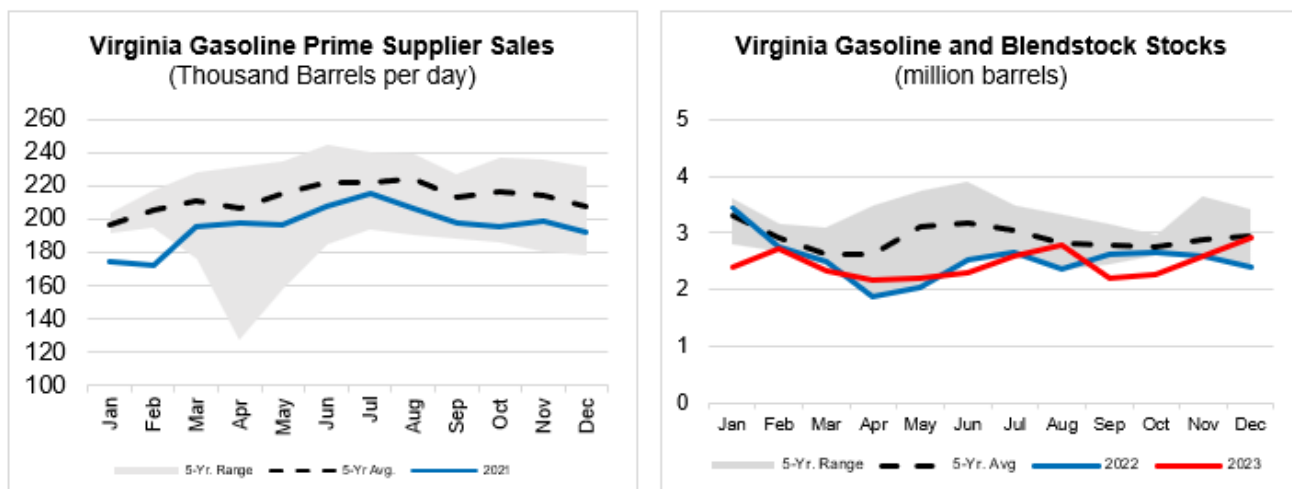 Virginia Gasoline Prime Supplier Sales
(Thousand Barrels per day)
260
240
220
200
180
160
140
120
100
Jan
Feb
Mar
Apr
May
Jun
Jul
Aug
Sep
Oct
Nov
Dec
5-Yr. Range
5-Yr Avg.
2021
Virginia Gasoline and Blendstock Stocks
(million barrels)
5
4
3
2
1
0
Jan Feb Mar Apr May Jun Jul Aug Sep Oct Nov Dec
5-Yr. Range
5-Yr. Avg
2022
2023